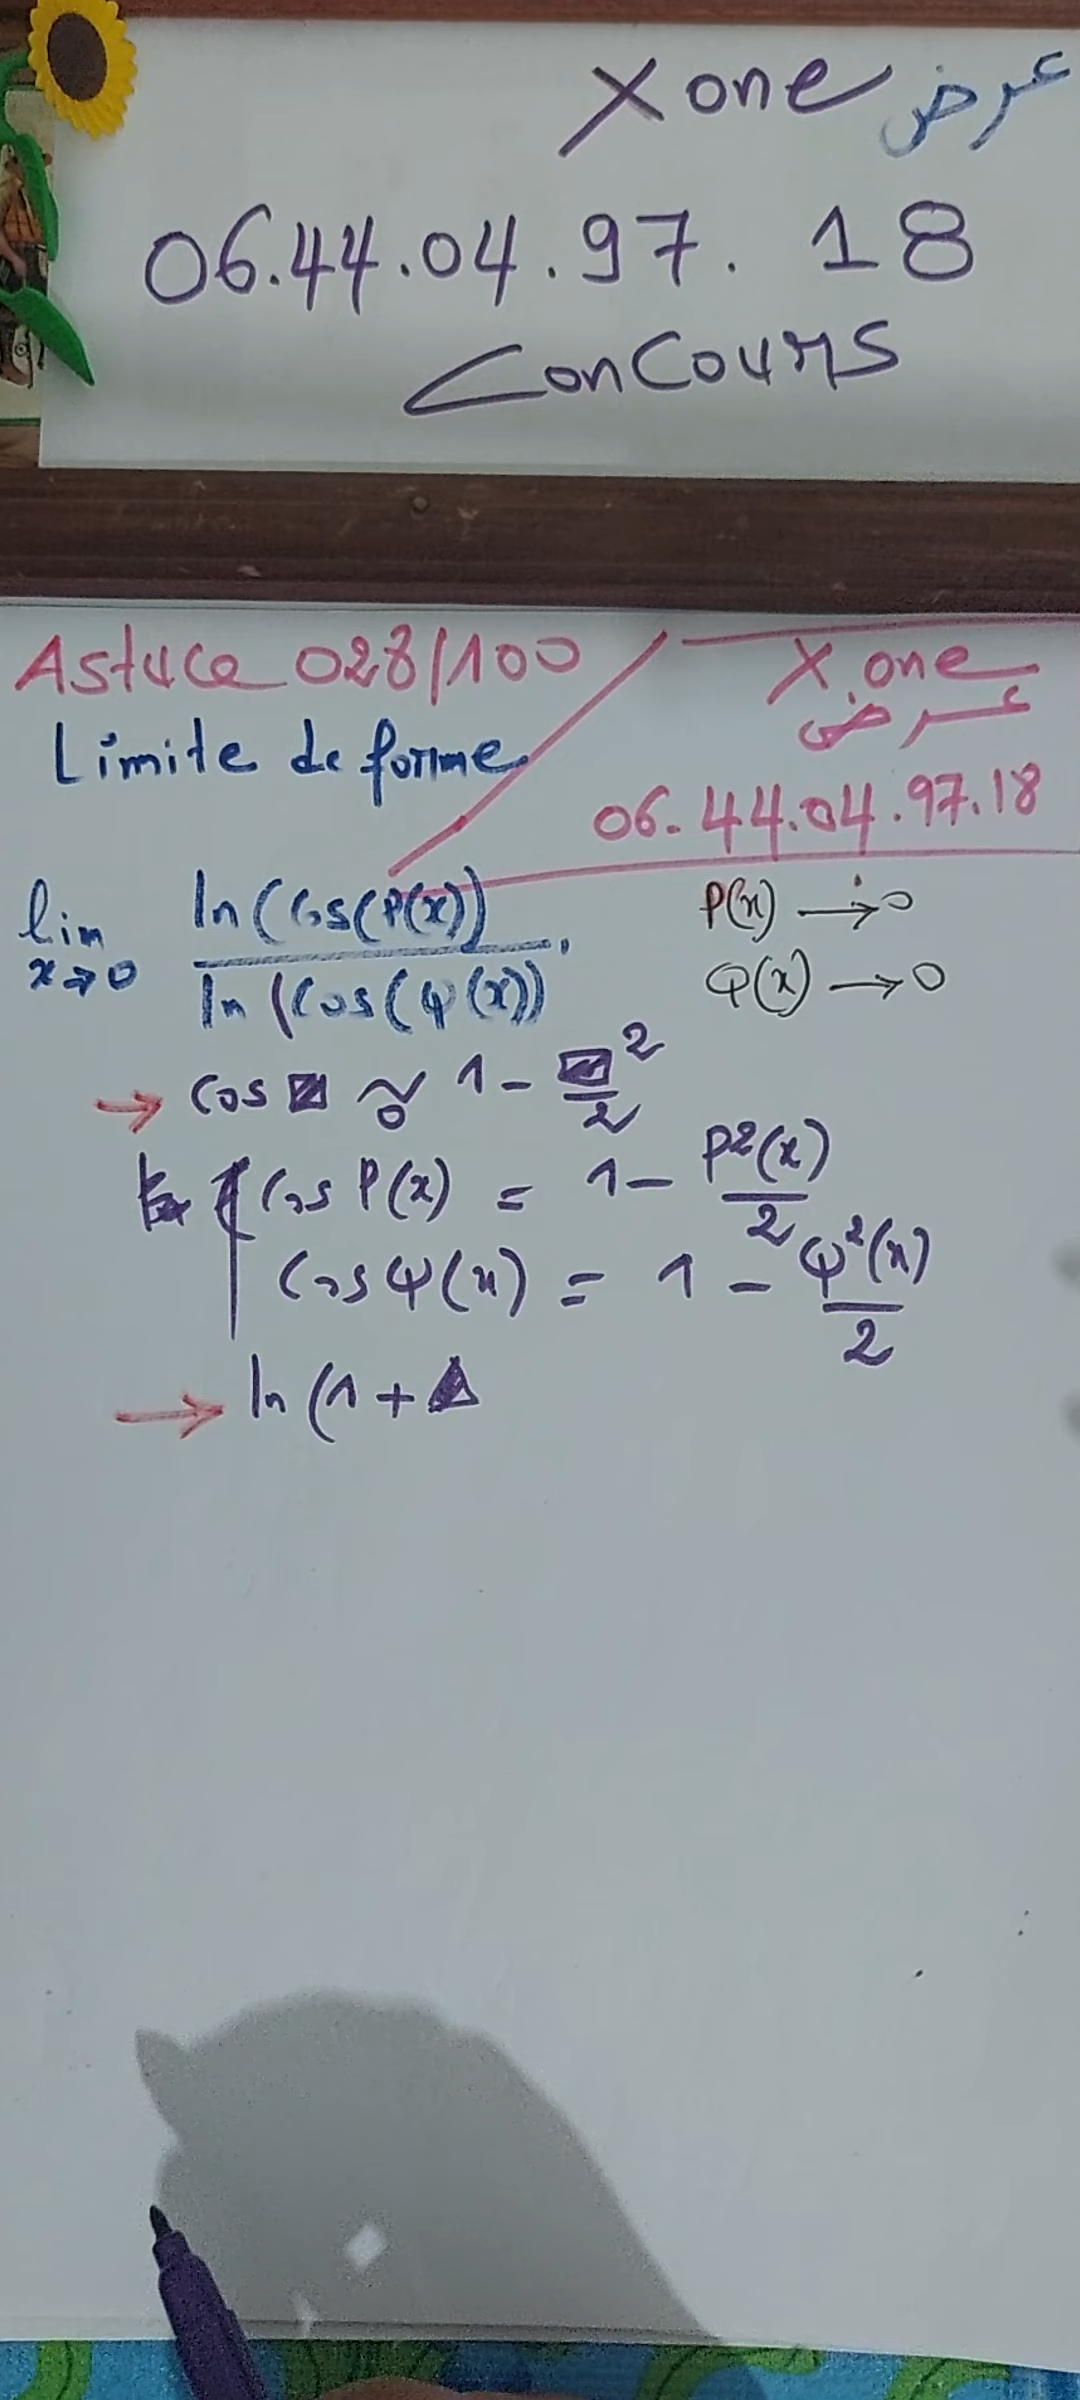 X one عرض
06.44.04.97.18
Concours
Astuce 028/100
X.one
عرض
Limite de forme
06.44.04.97.18
lim x→0 ln(Cos(P(x)) / ln(Cos(φ(x)) .
P(x) → 0
φ(x) → 0
→ Cos ☐ ~ 0 1 - ☐² / 2
Cos P(x) = 1 - P²(x) / 2
Cos φ(x) = 1 - φ²(x) / 2
→ ln(1 + △